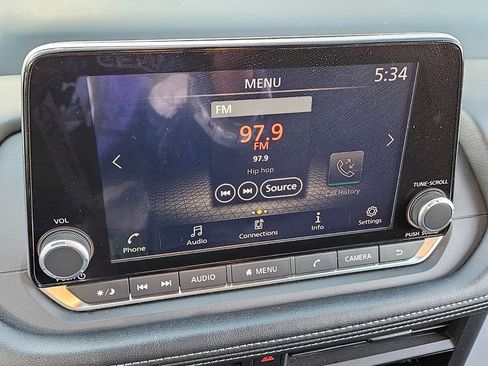 MENU
5:34
FM
97.9
FM
97.9
Hip hop
Source
Call History
TUNE·SCROLL
VOL
Phone
Audio
Connections
Info
Settings
PUSH
AUDIO
MENU
CAMERA
PUSH